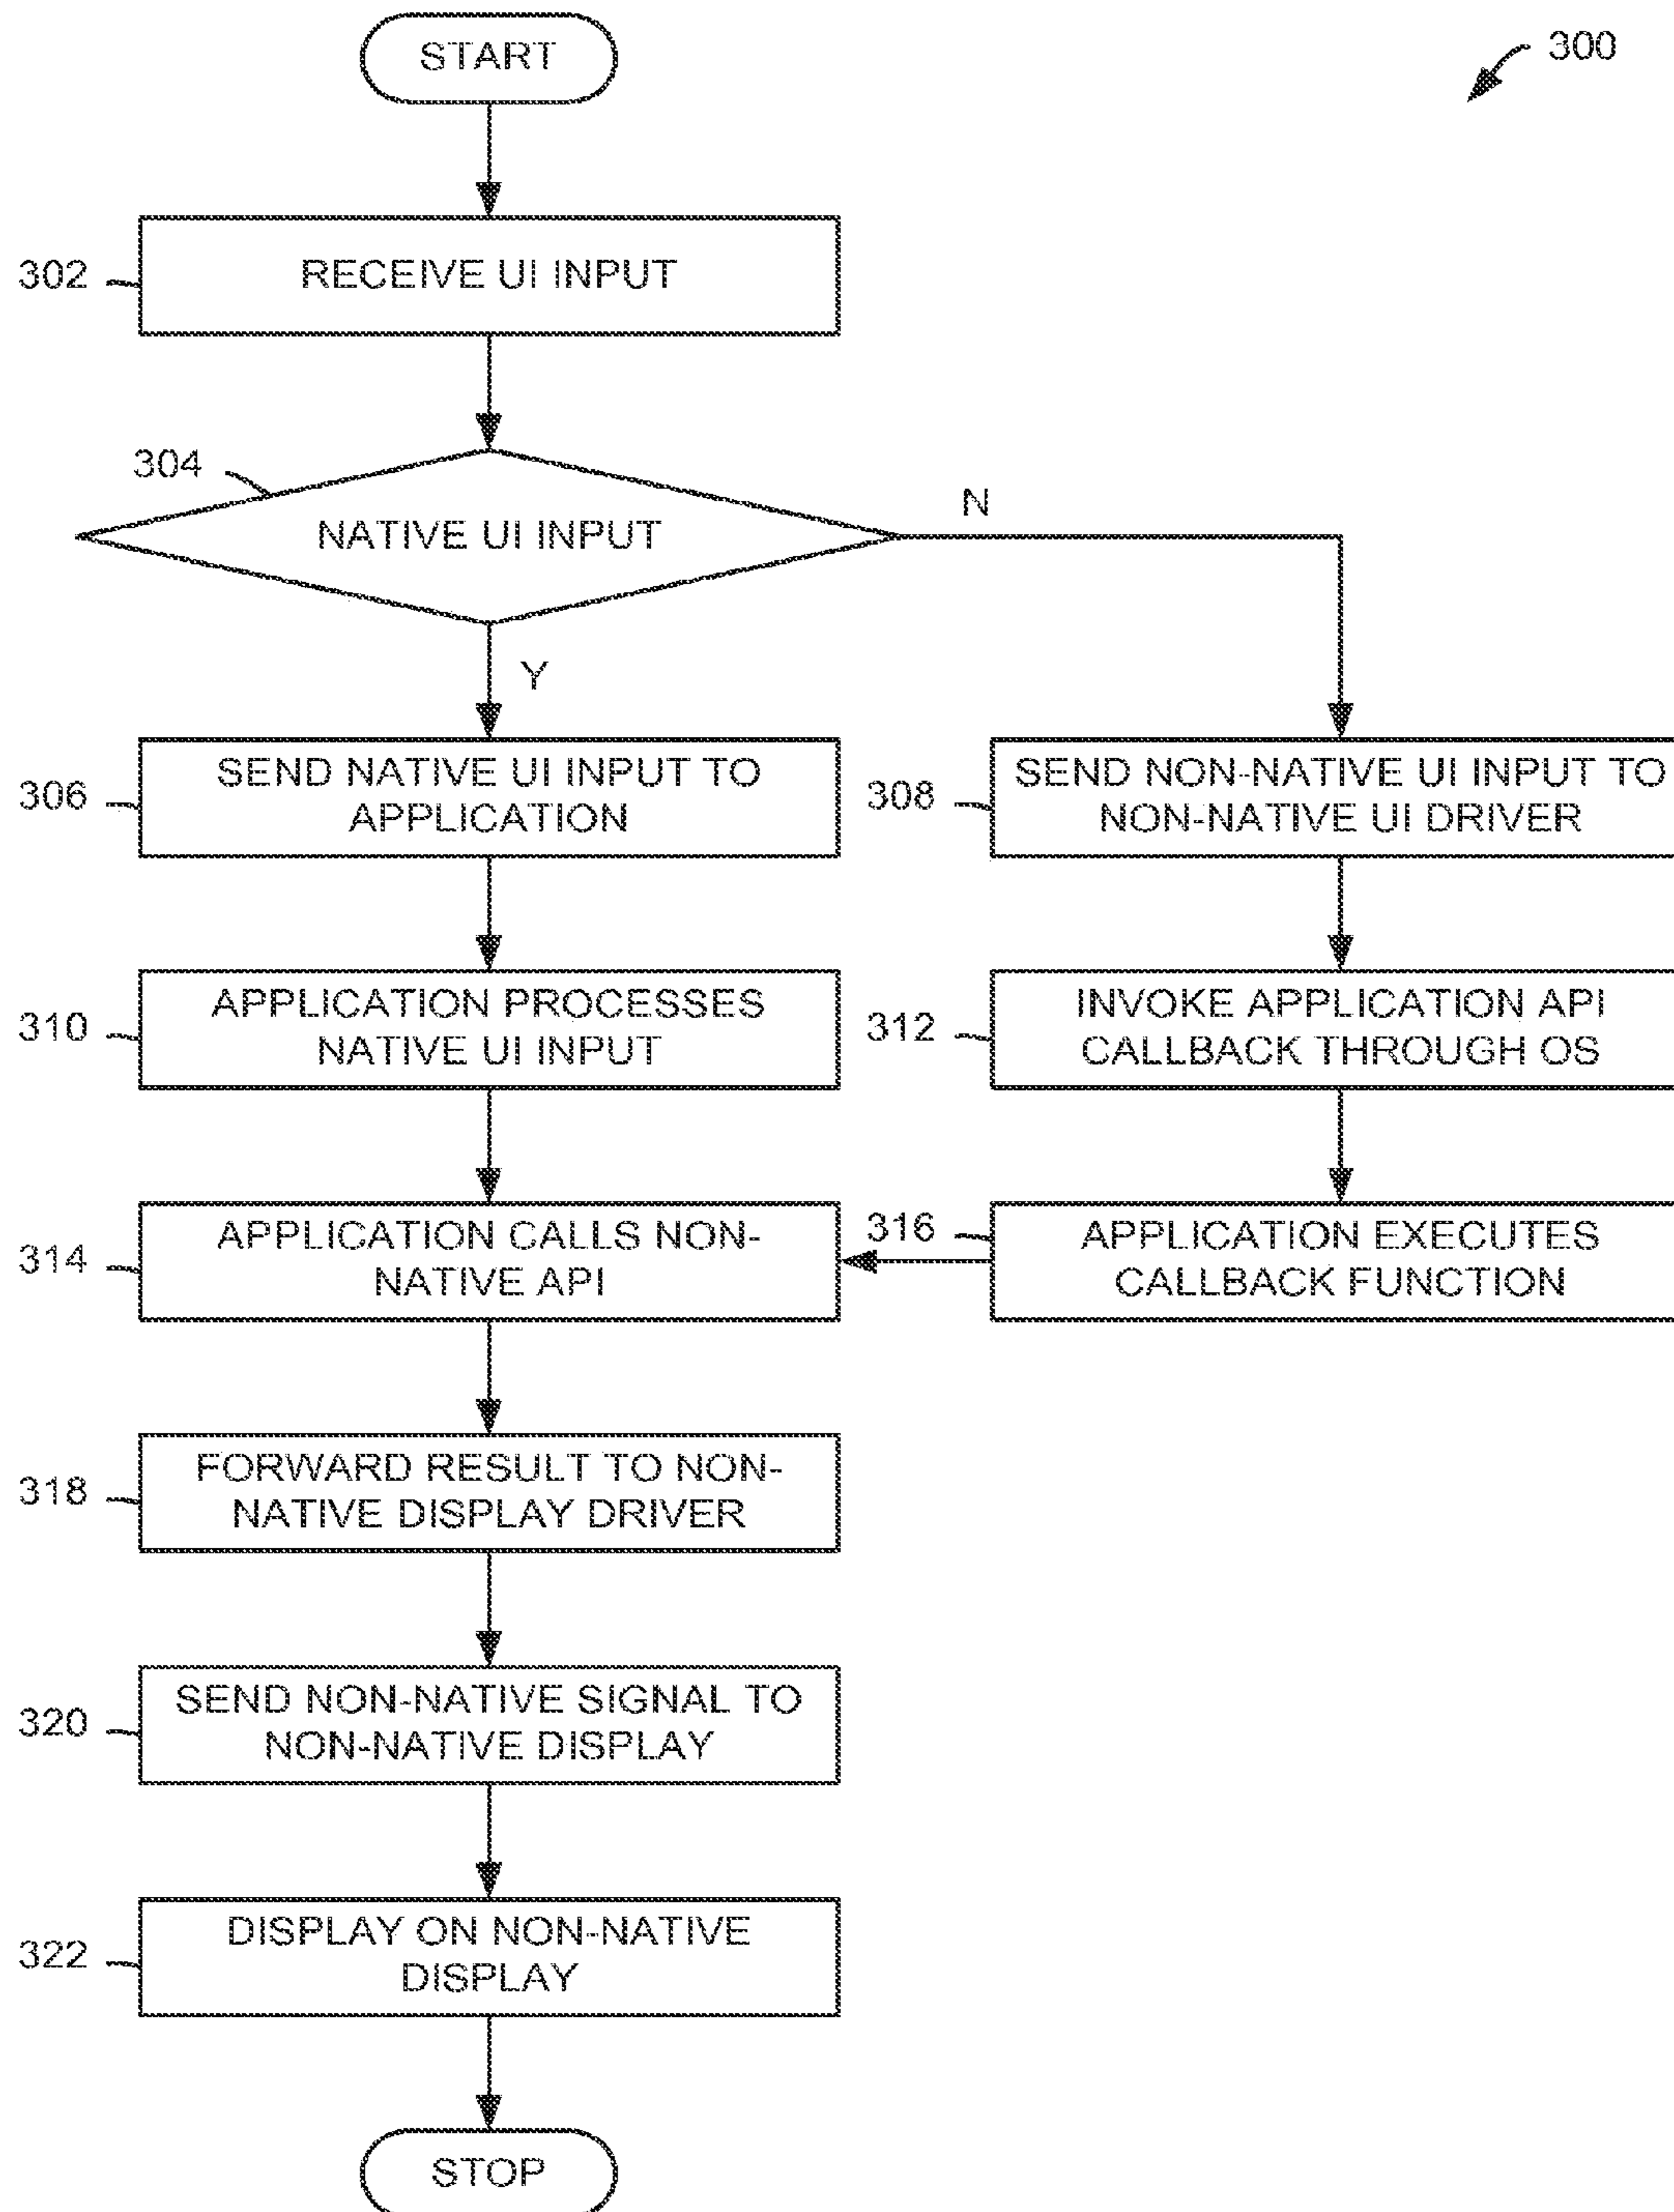 START
300
302
RECEIVE UI INPUT
304
NATIVE UI INPUT
N
Y
306
SEND NATIVE UI INPUT TO
APPLICATION
308
SEND NON-NATIVE UI INPUT TO
NON-NATIVE UI DRIVER
310
APPLICATION PROCESSES
NATIVE UI INPUT
312
INVOKE APPLICATION API
CALLBACK THROUGH OS
314
APPLICATION CALLS NON-
NATIVE API
316
APPLICATION EXECUTES
CALLBACK FUNCTION
318
FORWARD RESULT TO NON-
NATIVE DISPLAY DRIVER
320
SEND NON-NATIVE SIGNAL TO
NON-NATIVE DISPLAY
322
DISPLAY ON NON-NATIVE
DISPLAY
STOP